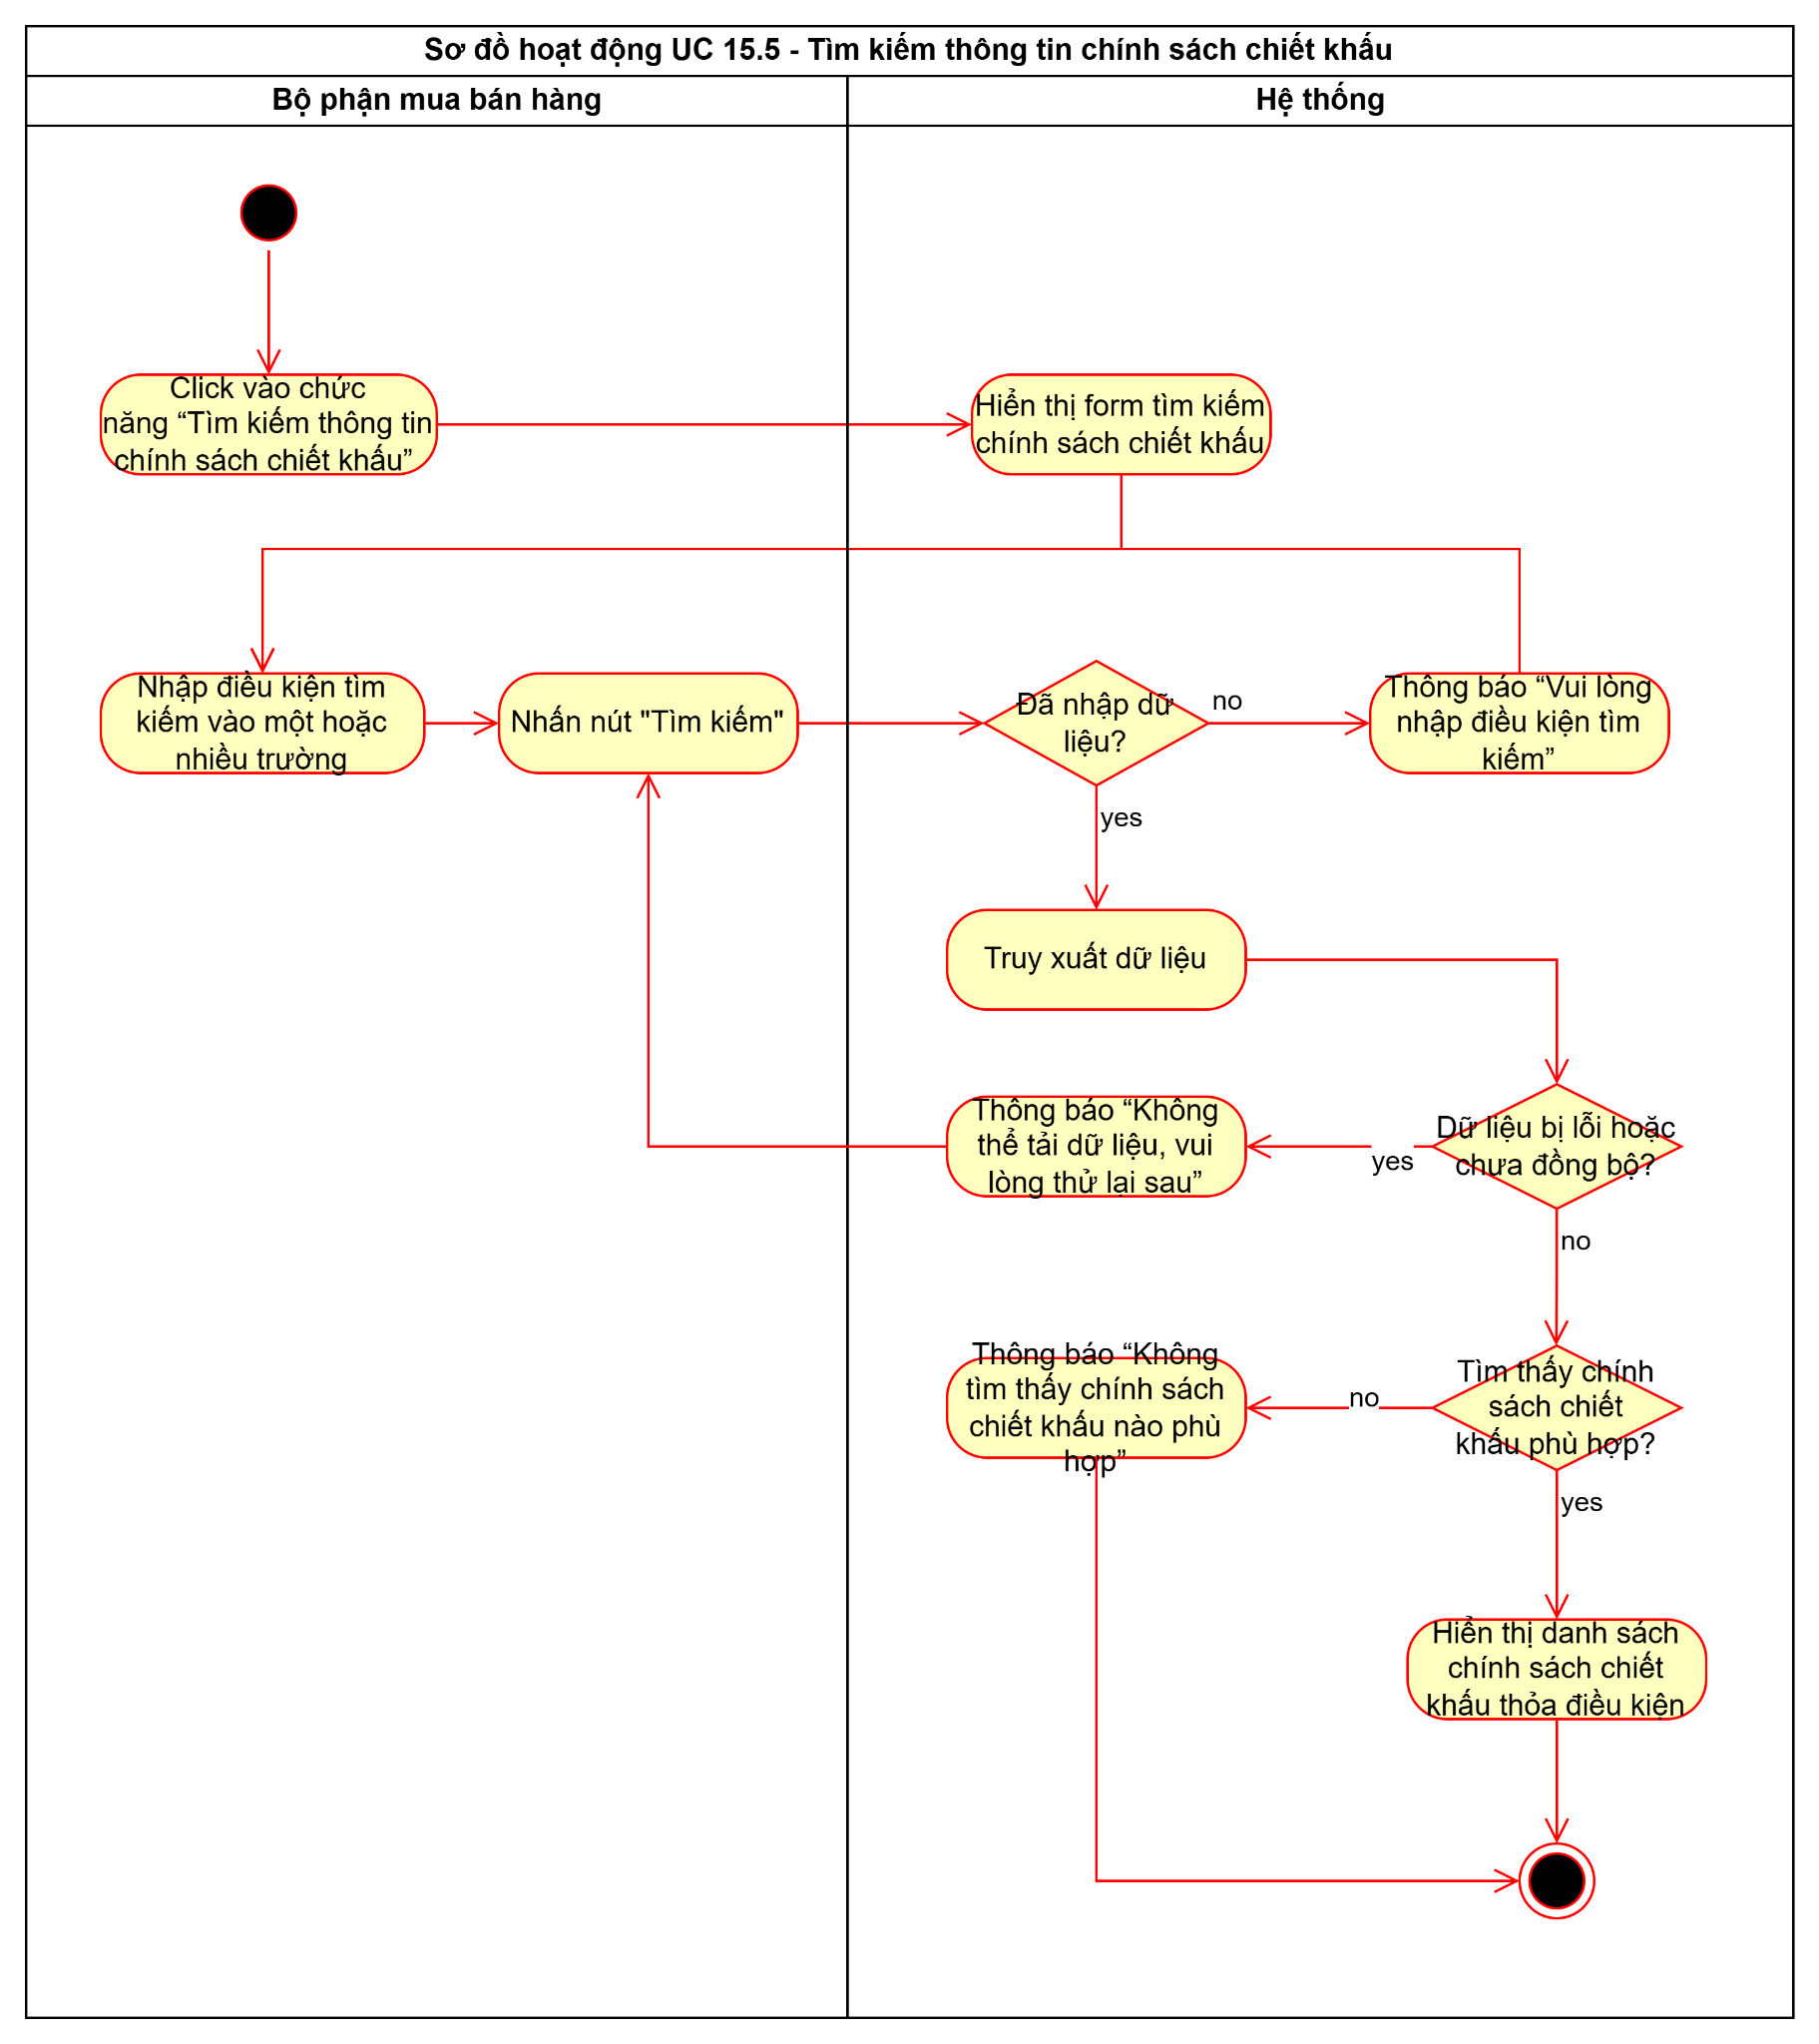 Sơ đồ hoạt động UC 15.5 - Tìm kiếm thông tin chính sách chiết khấu
Bộ phận mua bán hàng
Hệ thống
Click vào chức
năng “Tìm kiếm thông tin
chính sách chiết khấu”
Hiển thị form tìm kiếm
chính sách chiết khấu
Nhập điều kiện tìm
kiếm vào một hoặc
nhiều trường
Nhấn nút "Tìm kiếm"
Đã nhập dữ
liệu?
no
Thông báo “Vui lòng
nhập điều kiện tìm
kiếm”
yes
Truy xuất dữ liệu
Thông báo “Không
thể tải dữ liệu, vui
lòng thử lại sau”
yes
Dữ liệu bị lỗi hoặc
chưa đồng bộ?
no
Thông báo “Không
tìm thấy chính sách
chiết khấu nào phù
hợp”
no
Tìm thấy chính
sách chiết
khấu phù hợp?
yes
Hiển thị danh sách
chính sách chiết
khấu thỏa điều kiện